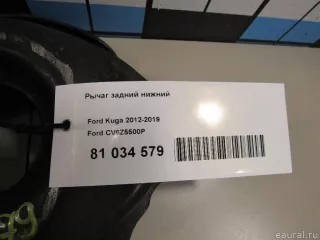 Рычаг задний нижний
Ford Kuga 2012-2019
Ford CV6Z5500P
81 034 579
eaural.ru